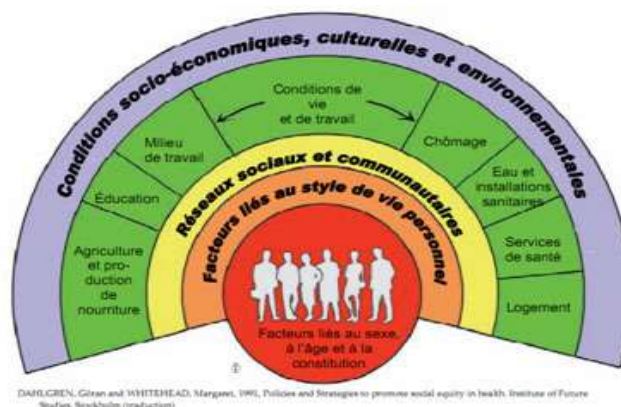 Conditions socio-économiques, culturelles et environnementales
Conditions de
vie
et de travail
Milieu
de travail
Chômage
Éducation
Eau et
installations
sanitaires
Agriculture
et pro-
duction
de
nourriture
Services
de santé
Logement
Réseaux sociaux et communautaires
Facteurs liés au style de vie personnel
Facteurs liés au sexe,
à l'âge et à la
constitution
DAHLGREN, Göran and WHITEHEAD, Margaret, 1991, Policies and Strategies to promote social equity in health. Institute of Future
Studies, Stockholm (traduction)